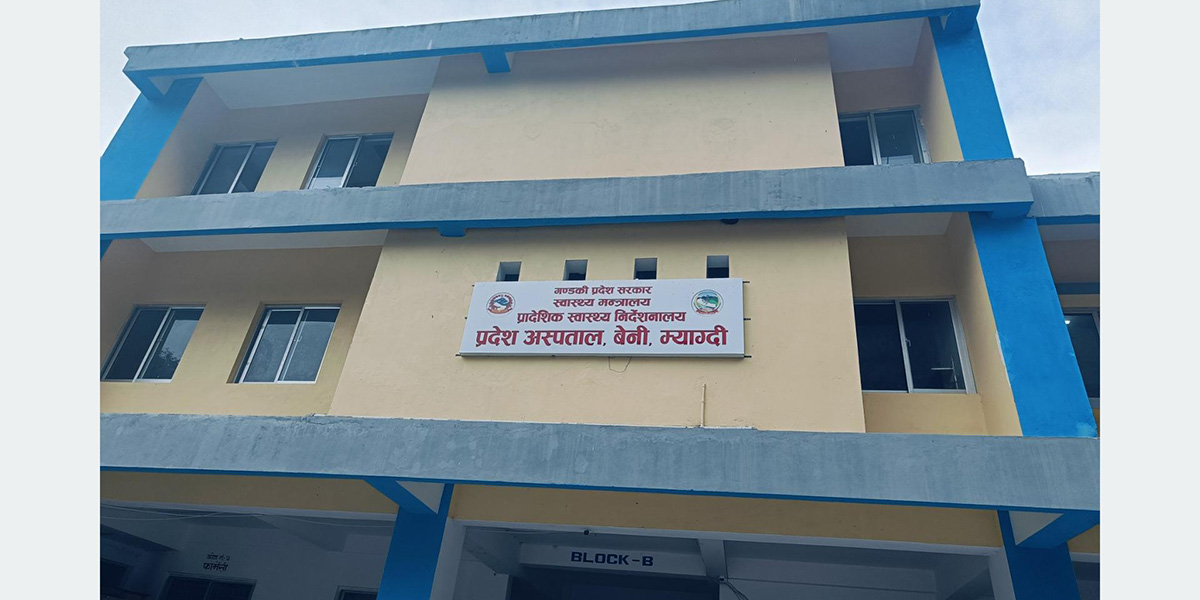 गण्डकी प्रदेश सरकार
स्वास्थ्य मन्त्रालय
प्रादेशिक स्वास्थ्य निर्देशनालय
प्रदेश अस्पताल, बेनी, म्याग्दी
BLOCK-B
फार्मेसी